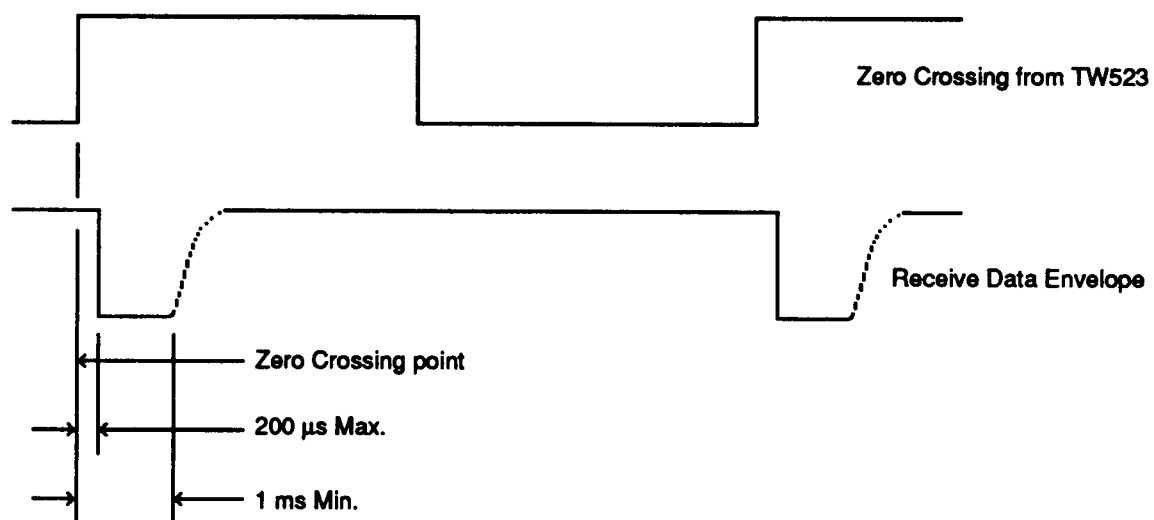 Zero Crossing from TW523
Receive Data Envelope
Zero Crossing point
200 µs Max.
1 ms Min.